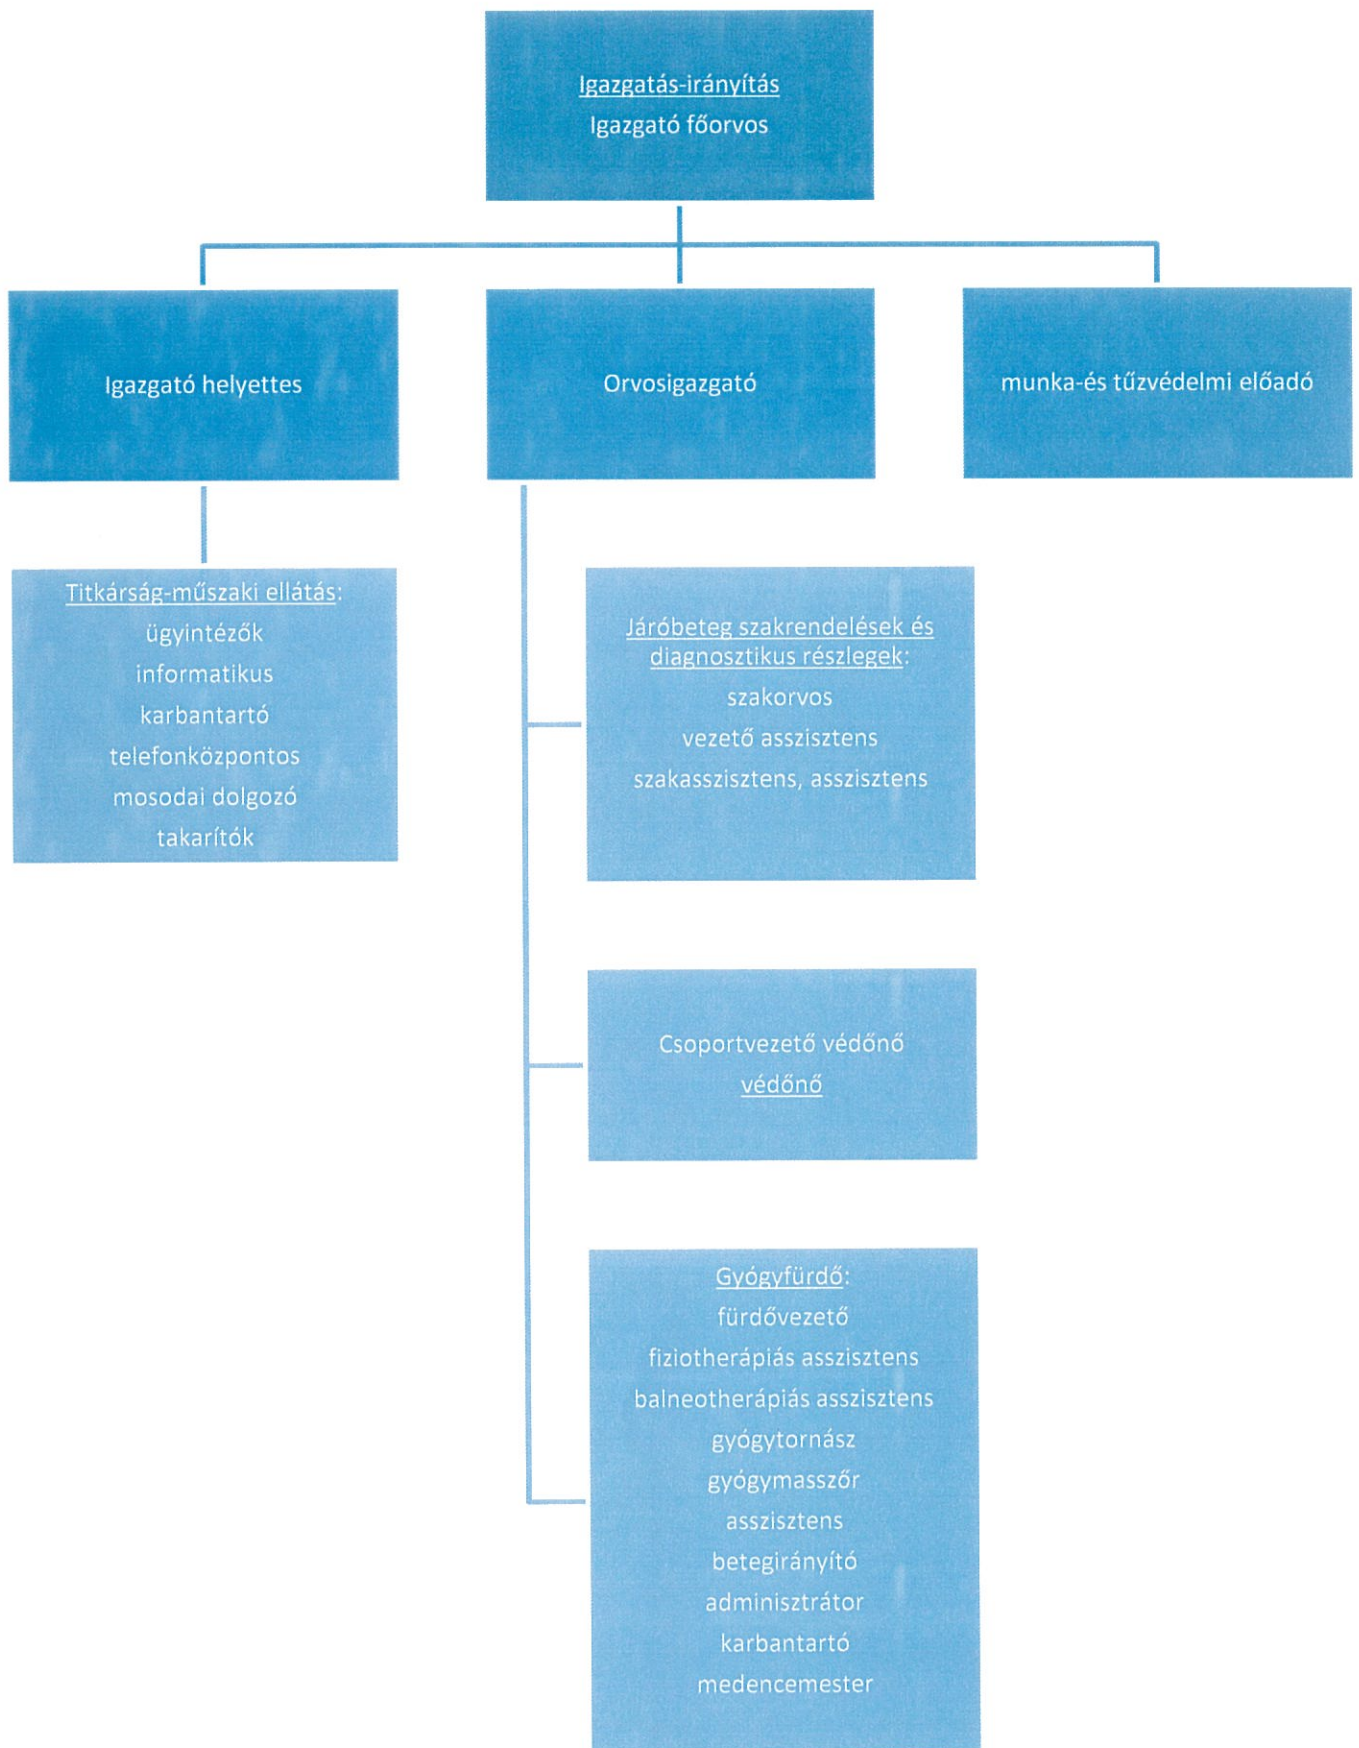 Igazgatás-irányítás
Igazgató főorvos
Igazgató helyettes
Orvosigazgató
munka-és tűzvédelmi előadó
Titkárság-műszaki ellátás:
ügyintézők
informatikus
karbantartó
telefonközpontos
mosodai dolgozó
takarítók
Járóbeteg szakrendelések és
diagnosztikus részlegek:
szakorvos
vezető asszisztens
szakasszisztens, asszisztens
Csoportvezető védőnő
védőnő
Gyógyfürdő:
fürdővezető
fiziotherápiás asszisztens
balneotherápiás asszisztens
gyógytornász
gyógymasszőr
asszisztens
betegirányító
adminisztrátor
karbantartó
medencemester